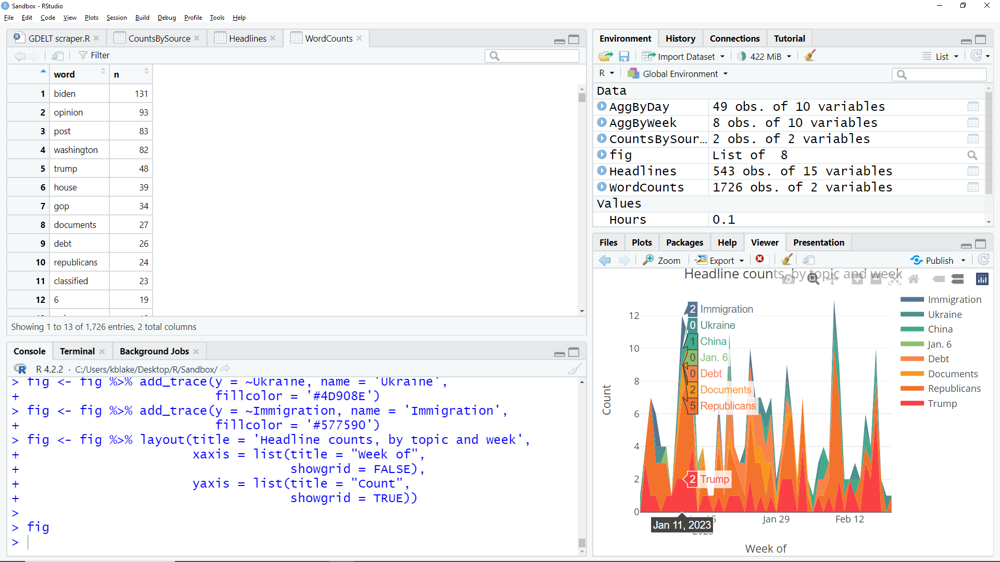 Sandbox - RStudio
File Edit Code View Plots Session Build Debug Profile Tools Help
GDELT scraper.R CountsBySource Headlines WordCounts
Filter
word n
1 biden 131
2 opinion 93
3 post 83
4 washington 82
5 trump 48
6 house 39
7 gop 34
8 documents 27
9 debt 26
10 republicans 24
11 classified 23
12 6 19
Showing 1 to 13 of 1,726 entries, 2 total columns
Console Terminal Background Jobs
R 4.2.2 · C:/Users/kblake/Desktop/R/Sandbox/
> fig <- fig %>% add_trace(y = ~Ukraine, name = 'Ukraine',
+ fillcolor = '#4D908E')
> fig <- fig %>% add_trace(y = ~Immigration, name = 'Immigration',
+ fillcolor = '#577590')
> fig <- fig %>% layout(title = 'Headline counts, by topic and week',
+ xaxis = list(title = "Week of",
+ showgrid = FALSE),
+ yaxis = list(title = "Count",
+ showgrid = TRUE))
>
> fig
>
Environment History Connections Tutorial
Import Dataset 422 MiB List
R Global Environment
Data
AggByDay 49 obs. of 10 variables
AggByWeek 8 obs. of 10 variables
CountsBySour… 2 obs. of 2 variables
fig List of 8
Headlines 543 obs. of 15 variables
WordCounts 1726 obs. of 2 variables
Values
Hours 0.1
Files Plots Packages Help Viewer Presentation
Zoom Export Publish
Headline counts, by topic and week
Count
12
10
8
6
4
2
0
2 Immigration
0 Ukraine
1 China
0 Jan. 6
0 Debt
2 Documents
5 Republicans
2 Trump
Jan 11, 2023
Jan 29
Feb 12
Week of
Immigration
Ukraine
China
Jan. 6
Debt
Documents
Republicans
Trump